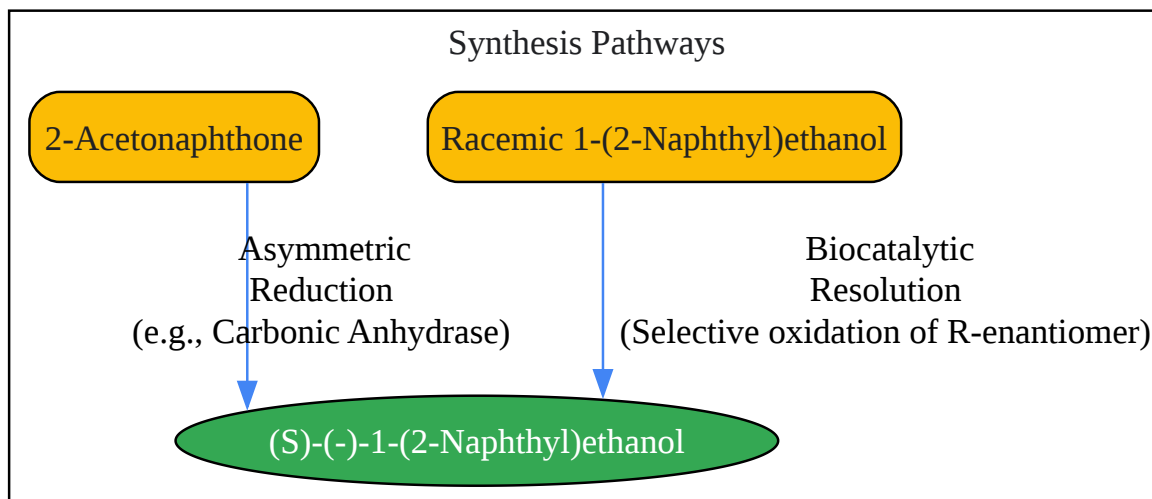 Synthesis Pathways
2-Acetonaphthone
Racemic 1-(2-Naphthyl)ethanol
Asymmetric
Reduction
(e.g., Carbonic Anhydrase)
Biocatalytic
Resolution
(Selective oxidation of R-enantiomer)
(S)-(-)-1-(2-Naphthyl)ethanol